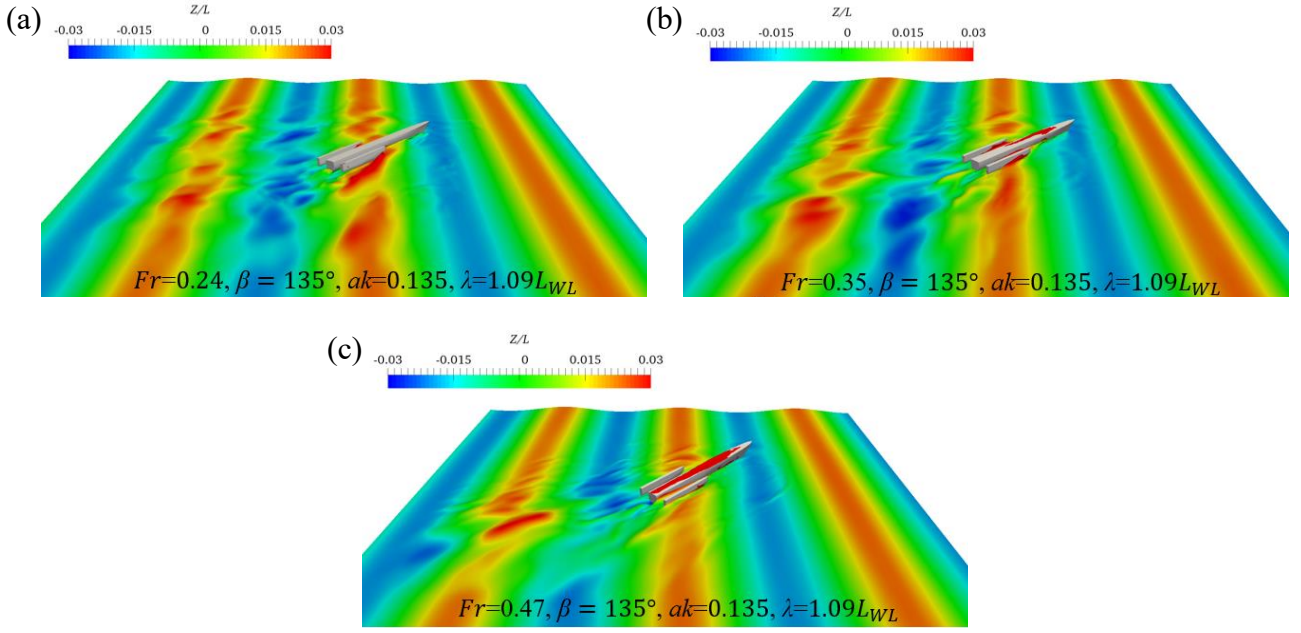 (a)
Z/L
-0.03 -0.015 0 0.015 0.03
Fr=0.24, β = 135°, ak=0.135, λ=1.09L_WL
(b)
Z/L
-0.03 -0.015 0 0.015 0.03
Fr=0.35, β = 135°, ak=0.135, λ=1.09L_WL
(c)
Z/L
-0.03 -0.015 0 0.015 0.03
Fr=0.47, β = 135°, ak=0.135, λ=1.09L_WL